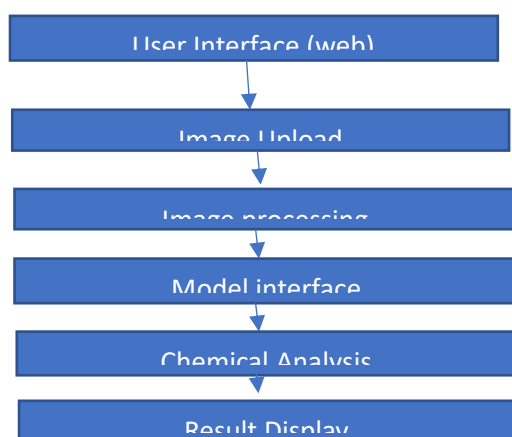 User Interface (web)
Image Upload
Image processing
Model interface
Chemical Analysis
Result Display